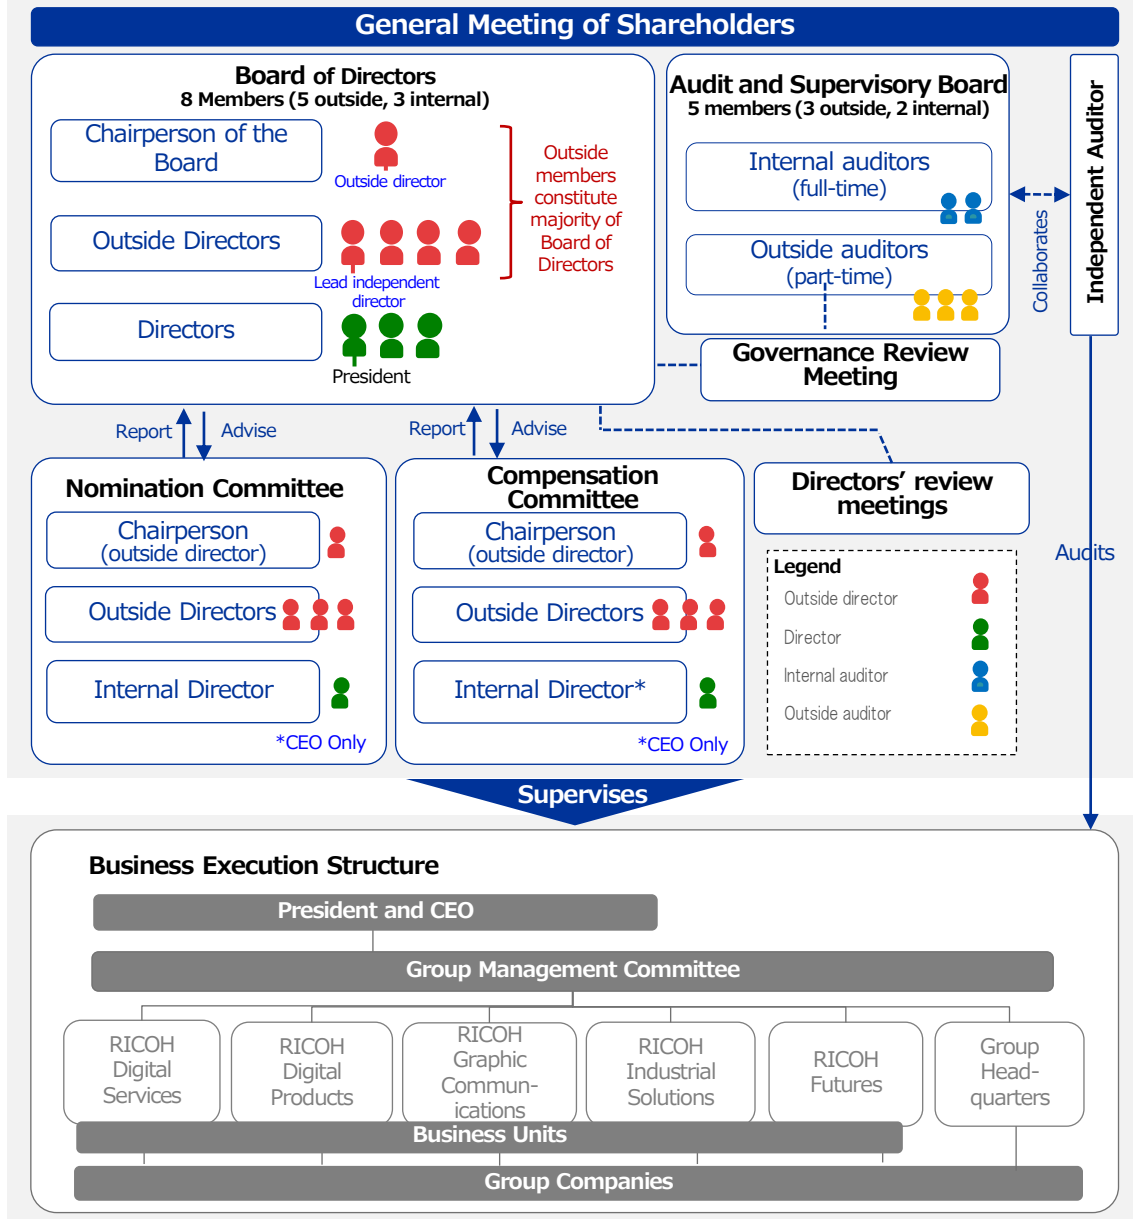 General Meeting of Shareholders
Board of Directors
8 Members (5 outside, 3 internal)
Chairperson of the
Board
Outside director
Outside Directors
Lead independent
director
Directors
President
Outside
members
constitute
majority of
Board of
Directors
Audit and Supervisory Board
5 members (3 outside, 2 internal)
Internal auditors
(full-time)
Outside auditors
(part-time)
Collaborates
Independent Auditor
Governance Review
Meeting
Report
Advise
Report
Advise
Directors’ review
meetings
Nomination Committee
Chairperson
(outside director)
Outside Directors
Internal Director
*CEO Only
Compensation
Committee
Chairperson
(outside director)
Outside Directors
Internal Director*
*CEO Only
Legend
Outside director
Director
Internal auditor
Outside auditor
Audits
Supervises
Business Execution Structure
President and CEO
Group Management Committee
RICOH
Digital
Services
RICOH
Digital
Products
RICOH
Graphic
Commun-
ications
RICOH
Industrial
Solutions
RICOH
Futures
Group
Head-
quarters
Business Units
Group Companies